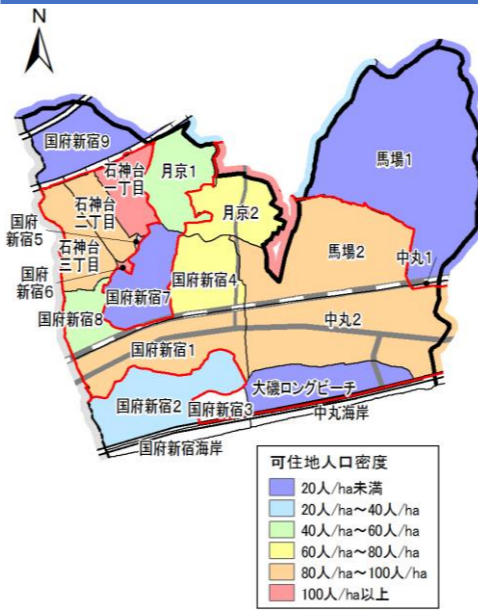 N
国府新宿9
石神台
一丁目
月京1
馬場1
石神台
二丁目
月京2
国府
新宿5
石神台
三丁目
馬場2
中丸1
国府
新宿6
国府新宿7
国府新宿4
国府新宿8
中丸2
国府新宿1
大磯ロングビーチ
国府新宿2
国府新宿3
中丸海岸
国府新宿海岸
可住地人口密度
20人/ha未満
20人/ha～40人/ha
40人/ha～60人/ha
60人/ha～80人/ha
80人/ha～100人/ha
100人/ha以上